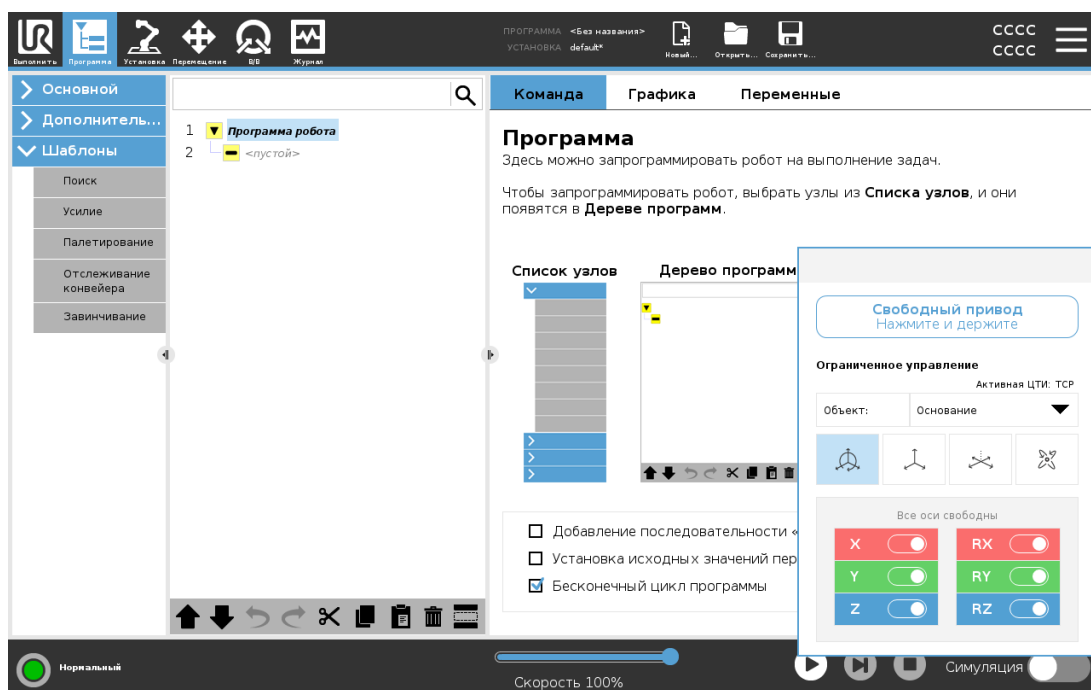 UR
Выполнить
Программа
Установка
Перемещение
В/В
Журнал
ПРОГРАММА <Без названия>
УСТАНОВКА default*
Новый...
Открыть...
Сохранить...
CCCC
CCCC
Основной
Дополнитель...
Шаблоны
Поиск
Усилие
Палетирование
Отслеживание
конвейера
Завинчивание
1 Программа робота
2 <пустой>
Команда Графика Переменные
Программа
Здесь можно запрограммировать робот на выполнение задач.
Чтобы запрограммировать робот, выбрать узлы из Списка узлов, и они
появятся в Дереве программ.
Список узлов Дерево программ
Добавление последовательности «
Установка исходных значений пер
Бесконечный цикл программы
Свободный привод
Нажмите и держите
Ограниченное управление
Активная ЦТИ: TCP
Объект: Основание
Все оси свободны
X RX
Y RY
Z RZ
Нормальный
Скорость 100%
Симуляция